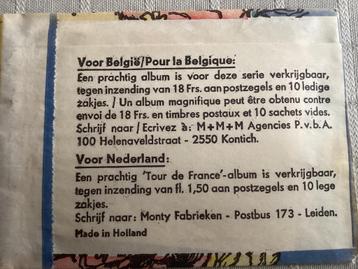 Voor België/Pour la Belgique:
Een prachtig album is voor deze serie verkrijgbaar,
tegen inzending van 18 Frs. aan postzegels en 10 ledige
zakjes. / Un album magnifique peut être obtenu contre
envoi de 18 Frs. en timbres postaux et 10 sachets vides.
Schrijf naar / Ecrivez à: M+M+M Agencies P.v.b.A.
100 Helenaveldstraat - 2550 Kontich.
Voor Nederland:
Een prachtig 'Tour de France'-album is verkrijgbaar,
tegen inzending van fl. 1,50 aan postzegels en 10 lege
zakjes.
Schrijf naar: Monty Fabrieken - Postbus 173 - Leiden.
Made in Holland